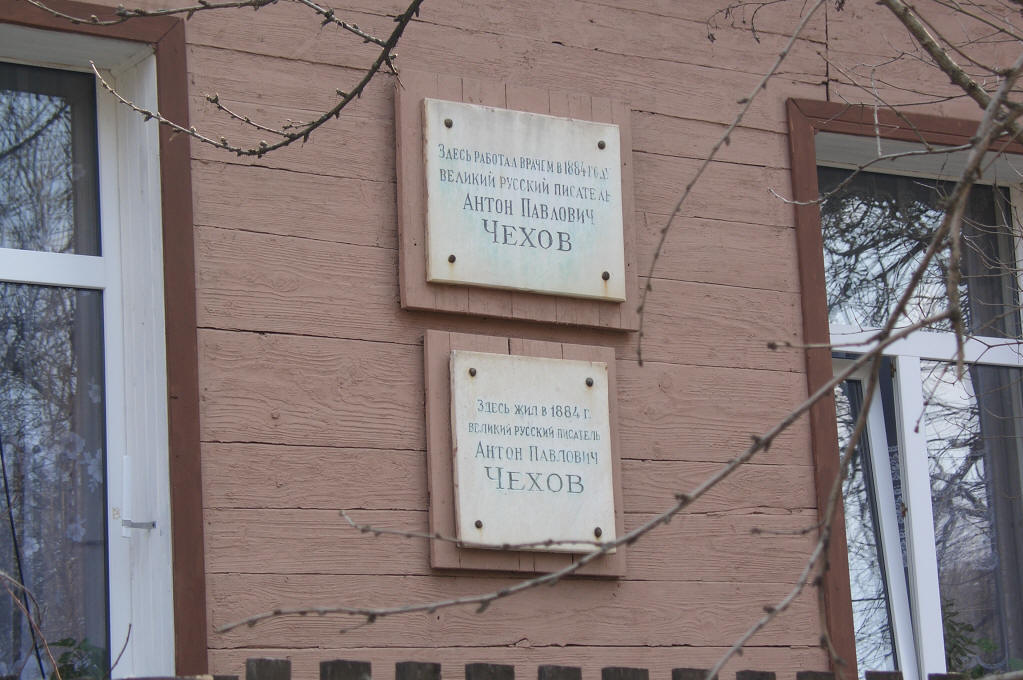 Здесь работал врачем в 1884 году
великий русский писатель
Антон Павлович
Чехов
Здесь жил в 1884 г.
великий русский писатель
Антон Павлович
Чехов